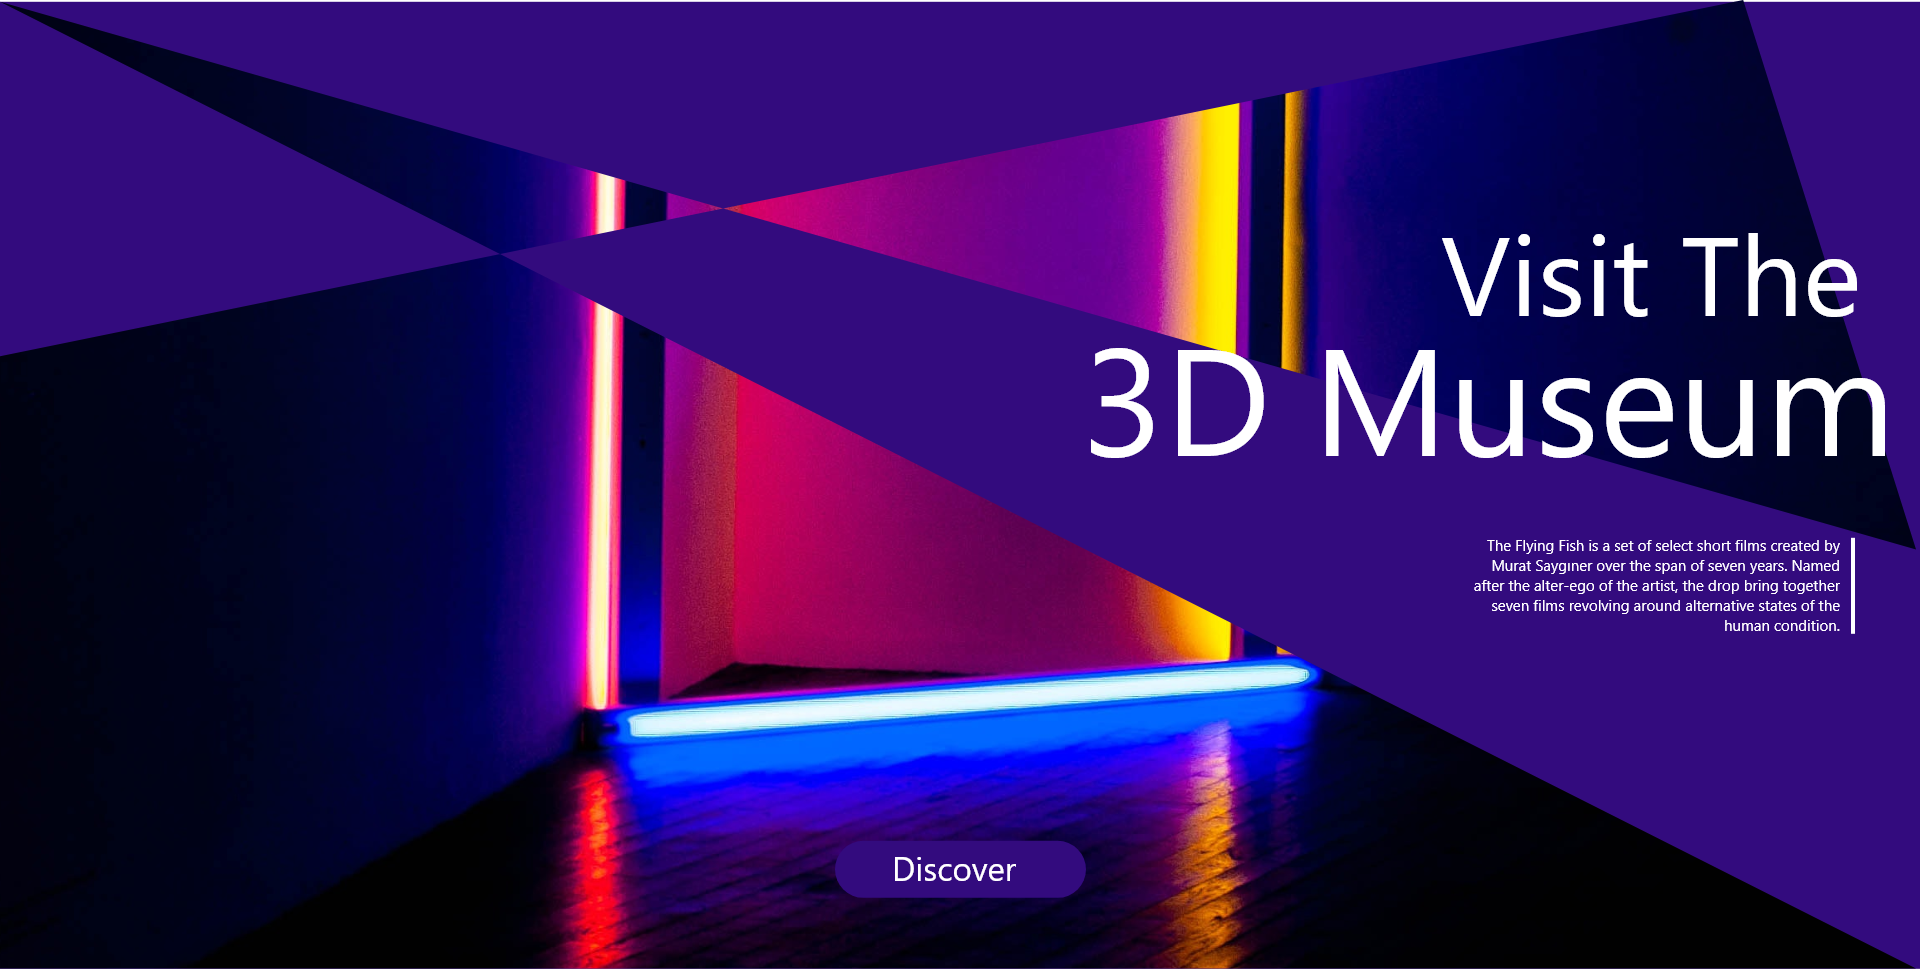 Visit The
3D Museum
The Flying Fish is a set of select short films created by
Murat Saygıner over the span of seven years. Named
after the alter-ego of the artist, the drop bring together
seven films revolving around alternative states of the
human condition.
Discover